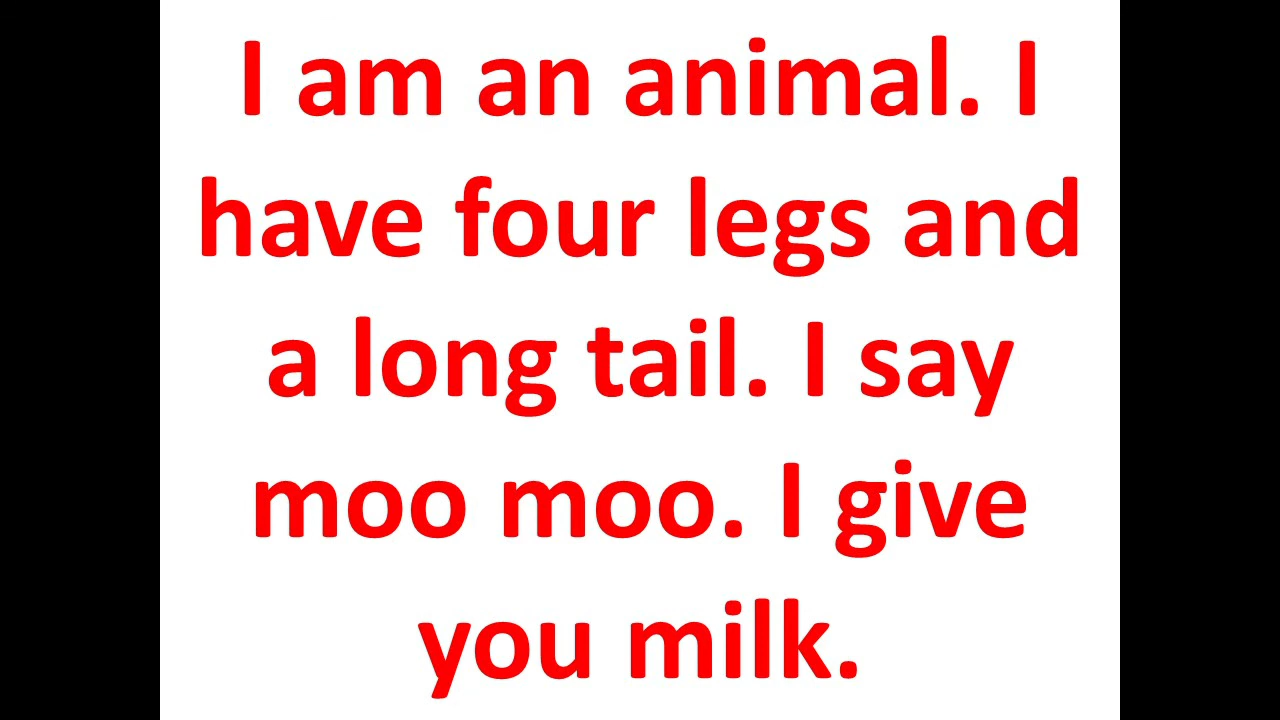 I am an animal. I
have four legs and
a long tail. I say
moo moo. I give
you milk.